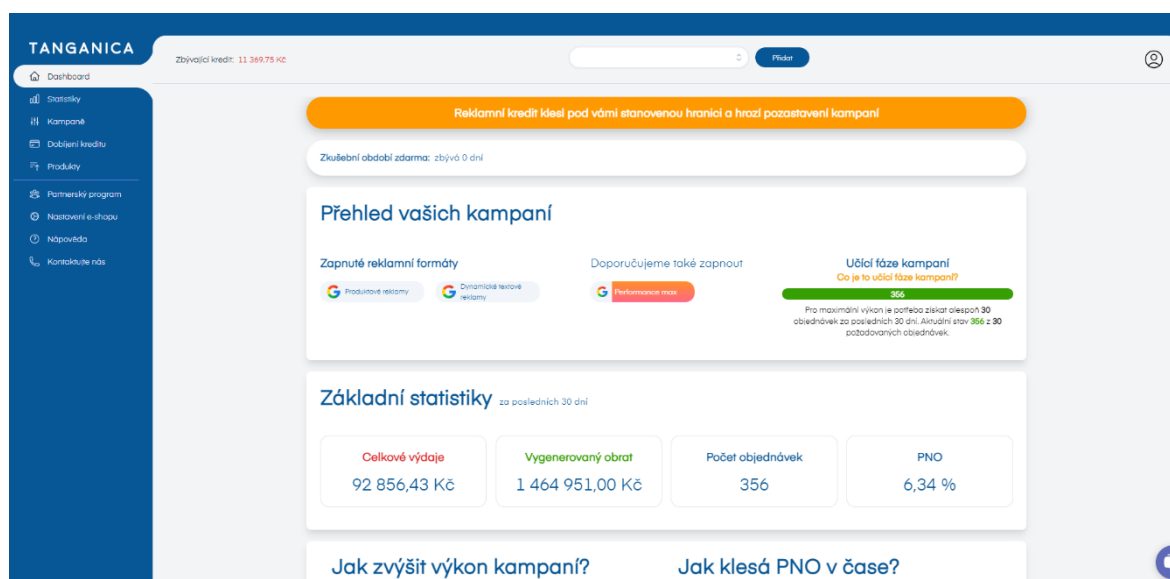 TANGANICA
Dashboard
Statistiky
Kampaně
Dobíjení kreditu
Produkty
Partnerský program
Nastavení e-shopu
Nápověda
Kontaktujte nás
Zbývající kredit: 11 369.75 Kč
Přidat
Reklamní kredit klesl pod vámi stanovenou hranici a hrozí pozastavení kampaní
Zkušební období zdarma: zbývá 0 dní
Přehled vašich kampaní
Zapnuté reklamní formáty
Produktové reklamy
Dynamické textové
reklamy
Doporučujeme také zapnout
Performance max
Učící fáze kampaní
Co je to učící fáze kampaní?
356
Pro maximální výkon je potřeba získat alespoň 30
objednávek za posledních 30 dní. Aktuální stav 356 z 30
požadovaných objednávek.
Základní statistiky za posledních 30 dní
Celkové výdaje
92 856,43 Kč
Vygenerovaný obrat
1 464 951,00 Kč
Počet objednávek
356
PNO
6,34 %
Jak zvýšit výkon kampaní?
Jak klesá PNO v čase?